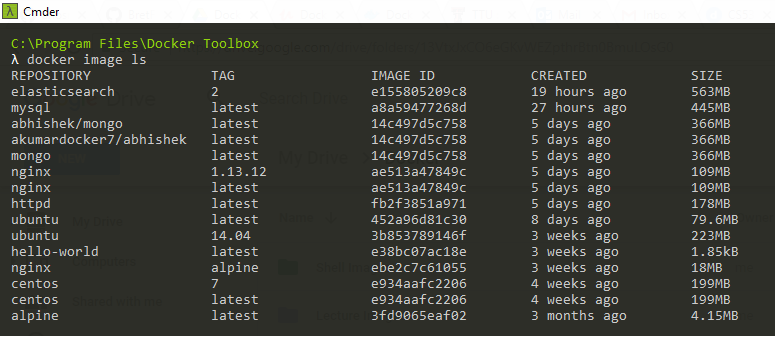 Cmder
C:\Program Files\Docker Toolbox
λ docker image ls
REPOSITORY TAG IMAGE ID CREATED SIZE
elasticsearch 2 e155805209c8 19 hours ago 563MB
mysql latest a8a59477268d 27 hours ago 445MB
abhishek/mongo latest 14c497d5c758 5 days ago 366MB
akumardocker7/abhishek latest 14c497d5c758 5 days ago 366MB
mongo latest 14c497d5c758 5 days ago 366MB
nginx 1.13.12 ae513a47849c 5 days ago 109MB
nginx latest ae513a47849c 5 days ago 109MB
httpd latest fb2f3851a971 5 days ago 178MB
ubuntu latest 452a96d81c30 8 days ago 79.6MB
ubuntu 14.04 3b853789146f 3 weeks ago 223MB
hello-world latest e38bc07ac18e 3 weeks ago 1.85kB
nginx alpine ebe2c7c61055 3 weeks ago 18MB
centos 7 e934aafc2206 4 weeks ago 199MB
centos latest e934aafc2206 4 weeks ago 199MB
alpine latest 3fd9065eaf02 3 months ago 4.15MB